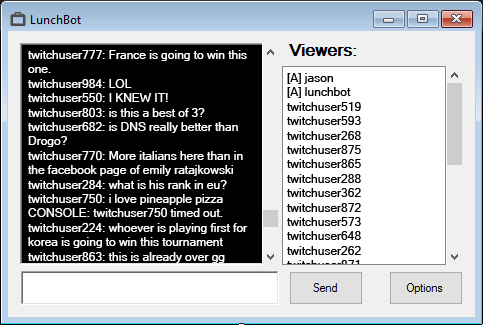 LunchBot
twitchuser777: France is going to win this
one.
twitchuser984: LOL
twitchuser550: I KNEW IT!
twitchuser803: is this a best of 3?
twitchuser682: is DNS really better than
Drogo?
twitchuser770: More italians here than in
the facebook page of emily ratajkowski
twitchuser284: what is his rank in eu?
twitchuser750: i love pineapple pizza
CONSOLE: twitchuser750 timed out.
twitchuser224: whoever is playing first for
korea is going to win this tournament
twitchuser863: this is already over gg
Viewers:
[A] jason
[A] lunchbot
twitchuser519
twitchuser593
twitchuser268
twitchuser875
twitchuser865
twitchuser288
twitchuser362
twitchuser872
twitchuser573
twitchuser648
twitchuser262
twitchuser871
Send
Options